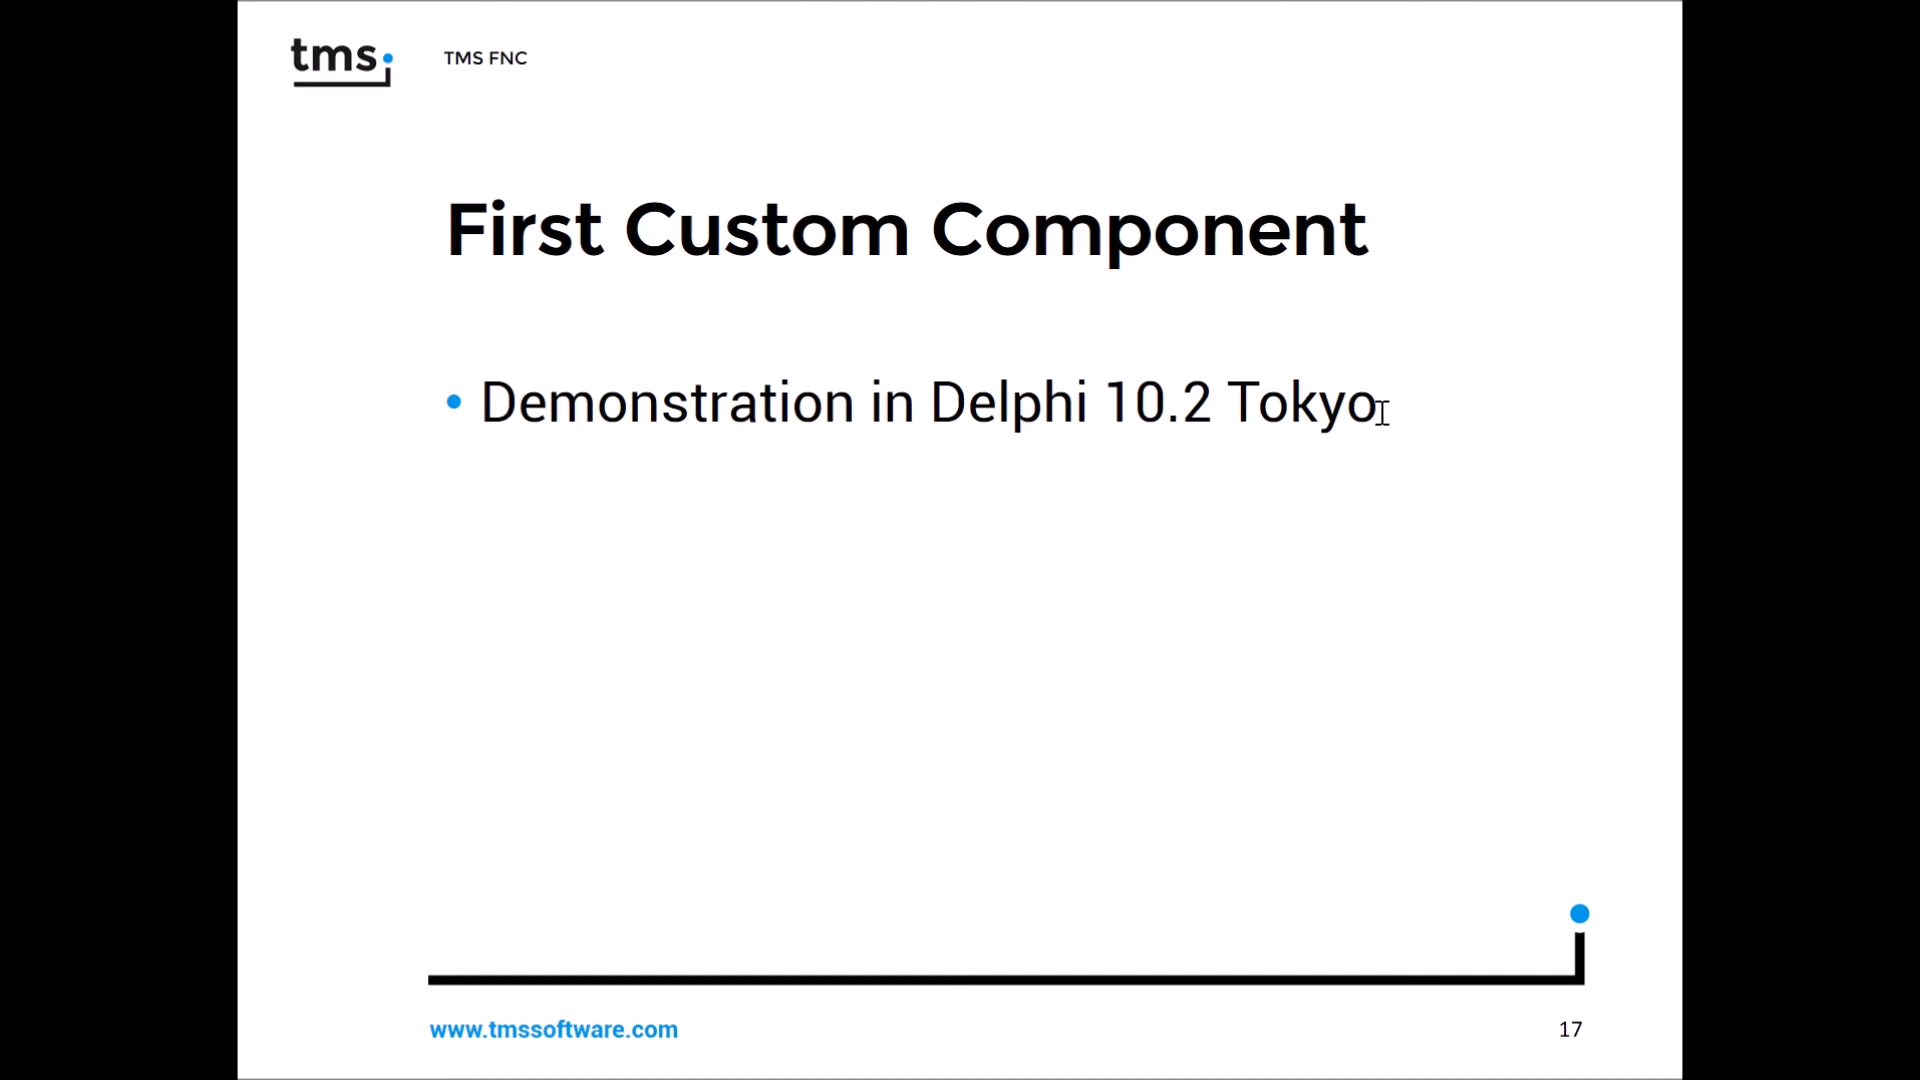 tms
TMS FNC
First Custom Component
• Demonstration in Delphi 10.2 Tokyo
www.tmssoftware.com
17